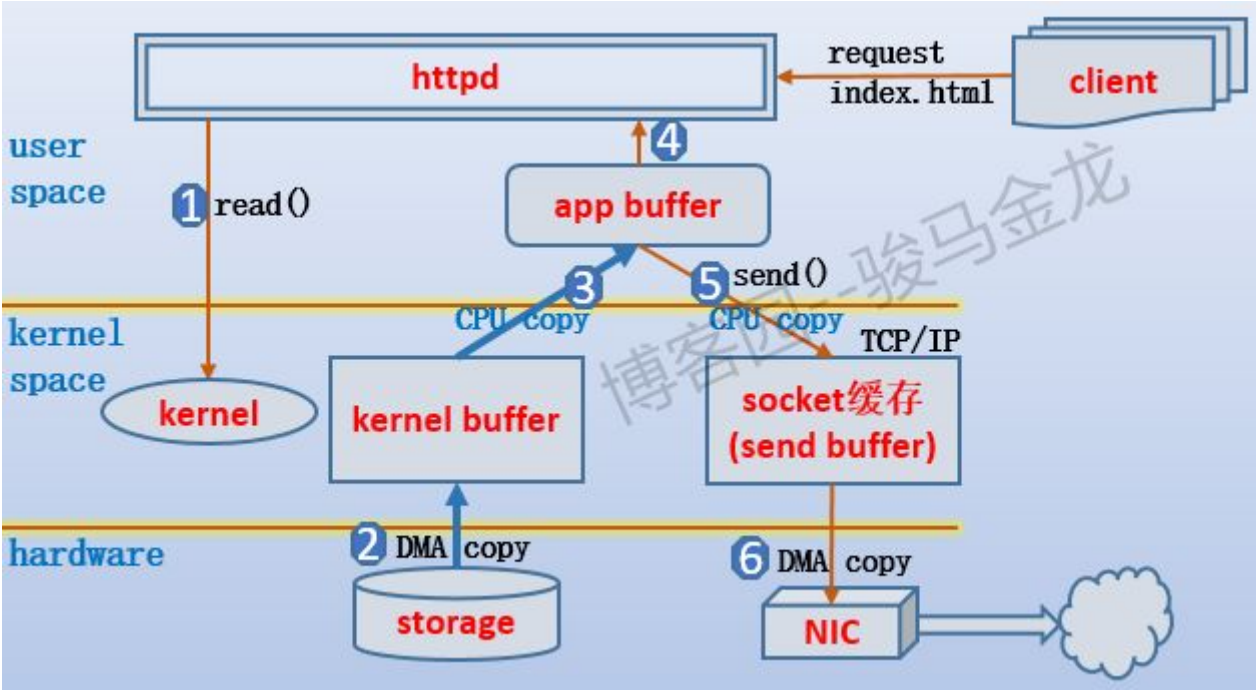 request
index.html
httpd
client
user
space
1
read()
4
app buffer
3
5
send()
CPU copy
CPU copy
kernel
space
TCP/IP
kernel
kernel buffer
socket缓存
(send buffer)
hardware
2
DMA copy
6
DMA copy
storage
NIC
博客园--骏马金龙